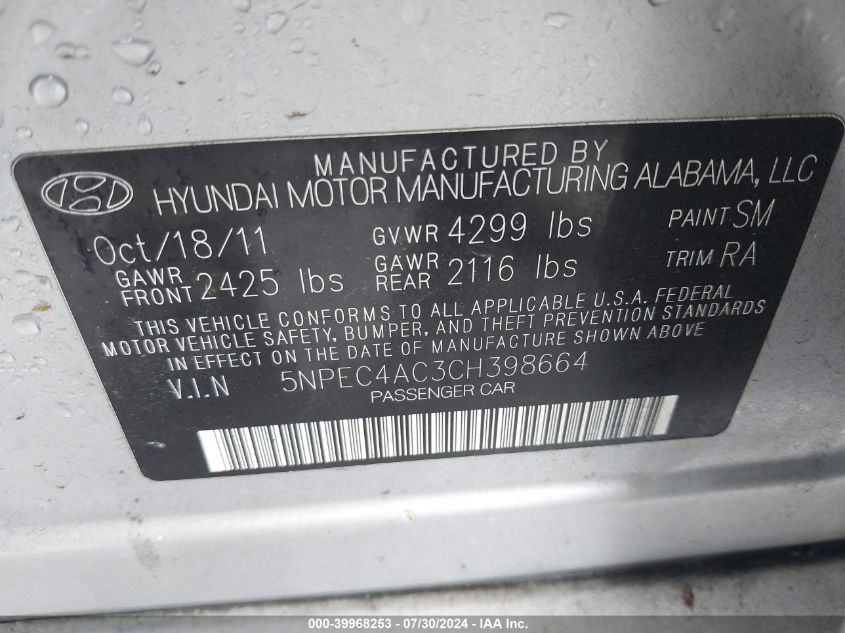 MANUFACTURED BY
HYUNDAI MOTOR MANUFACTURING ALABAMA, LLC
Oct/18/11 GVWR 4299 lbs PAINT SM
GAWR FRONT 2425 lbs GAWR REAR 2116 lbs TRIM RA
THIS VEHICLE CONFORMS TO ALL APPLICABLE U.S.A. FEDERAL
MOTOR VEHICLE SAFETY, BUMPER, AND THEFT PREVENTION STANDARDS
IN EFFECT ON THE DATE OF MANUFACTURE SHOWN ABOVE
V.I.N 5NPEC4AC3CH398664
PASSENGER CAR
000-39968253 - 07/30/2024 - IAA Inc.